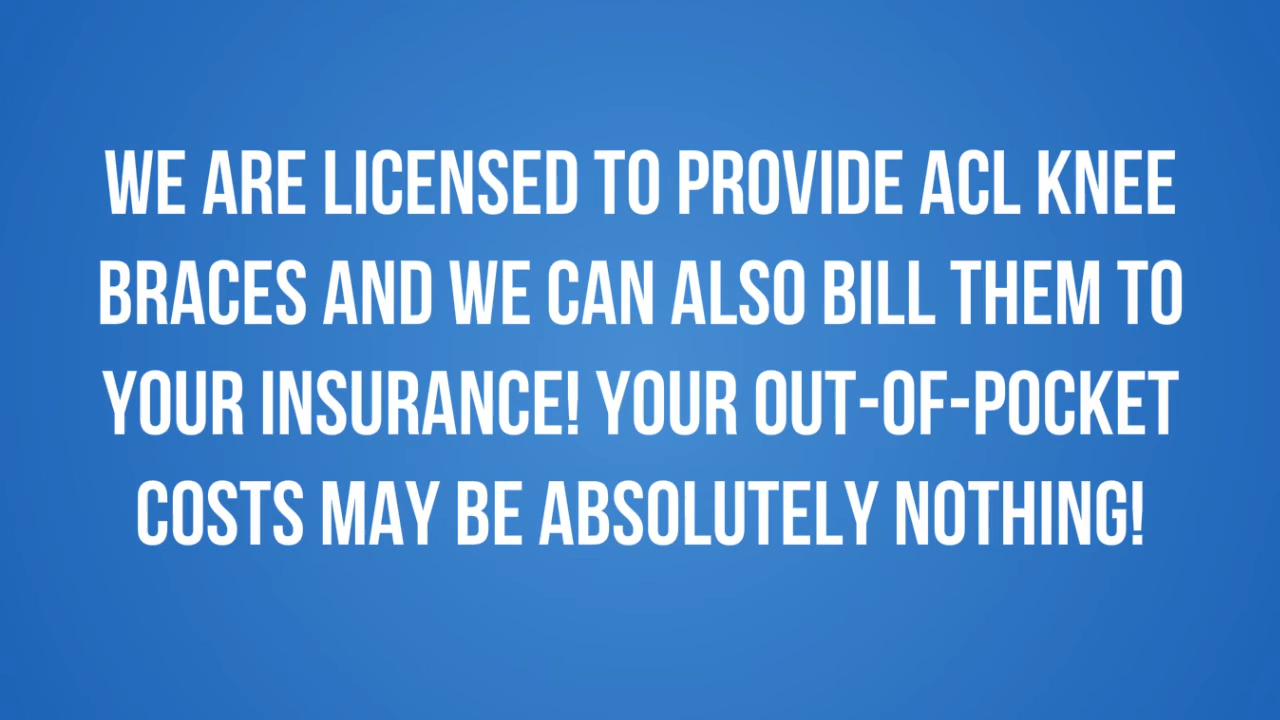 WE ARE LICENSED TO PROVIDE ACL KNEE
BRACES AND WE CAN ALSO BILL THEM TO
YOUR INSURANCE! YOUR OUT-OF-POCKET
COSTS MAY BE ABSOLUTELY NOTHING!